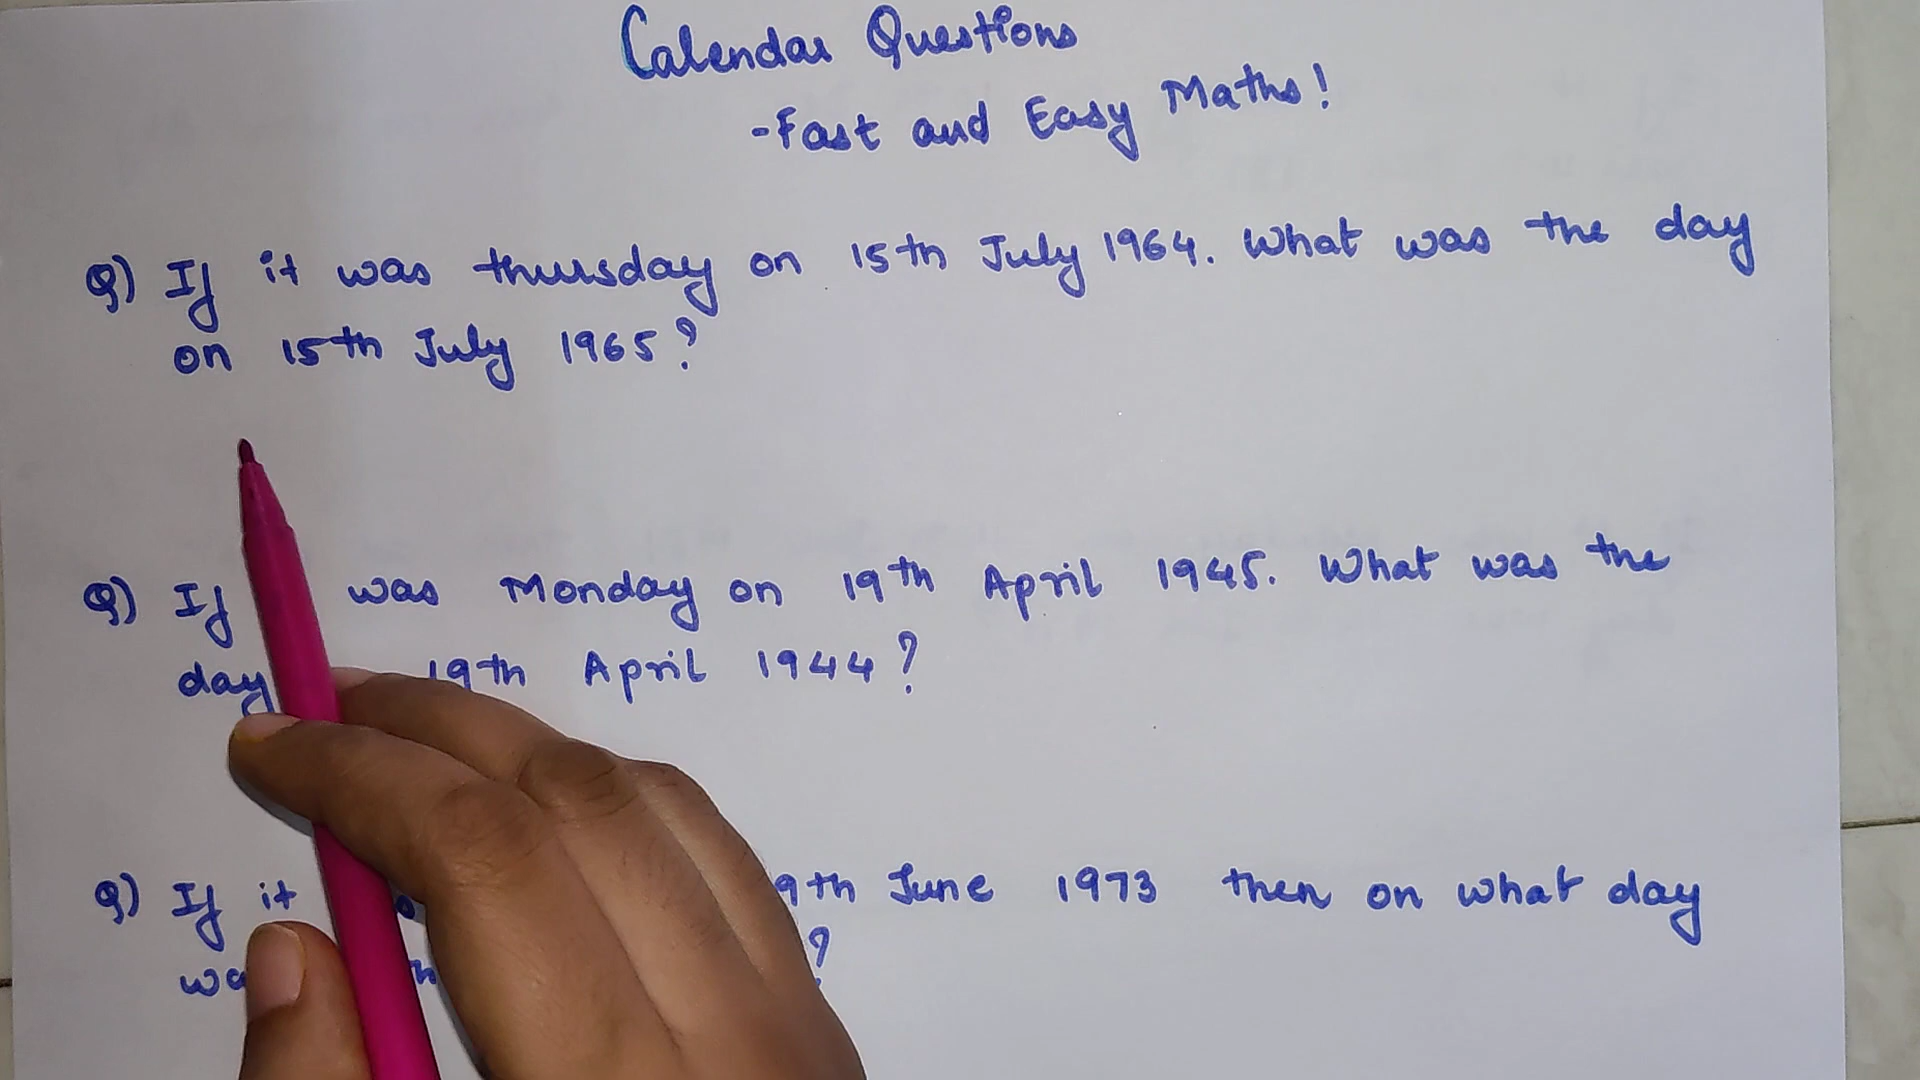 Calendar Questions
-Fast and Easy Maths!
Q) If it was thursday on 15th July 1964. What was the day
on 15th July 1965?
Q) If was Monday on 19th April 1945. What was the
day 19th April 1944?
Q) If it 9th June 1973 then on what day
?